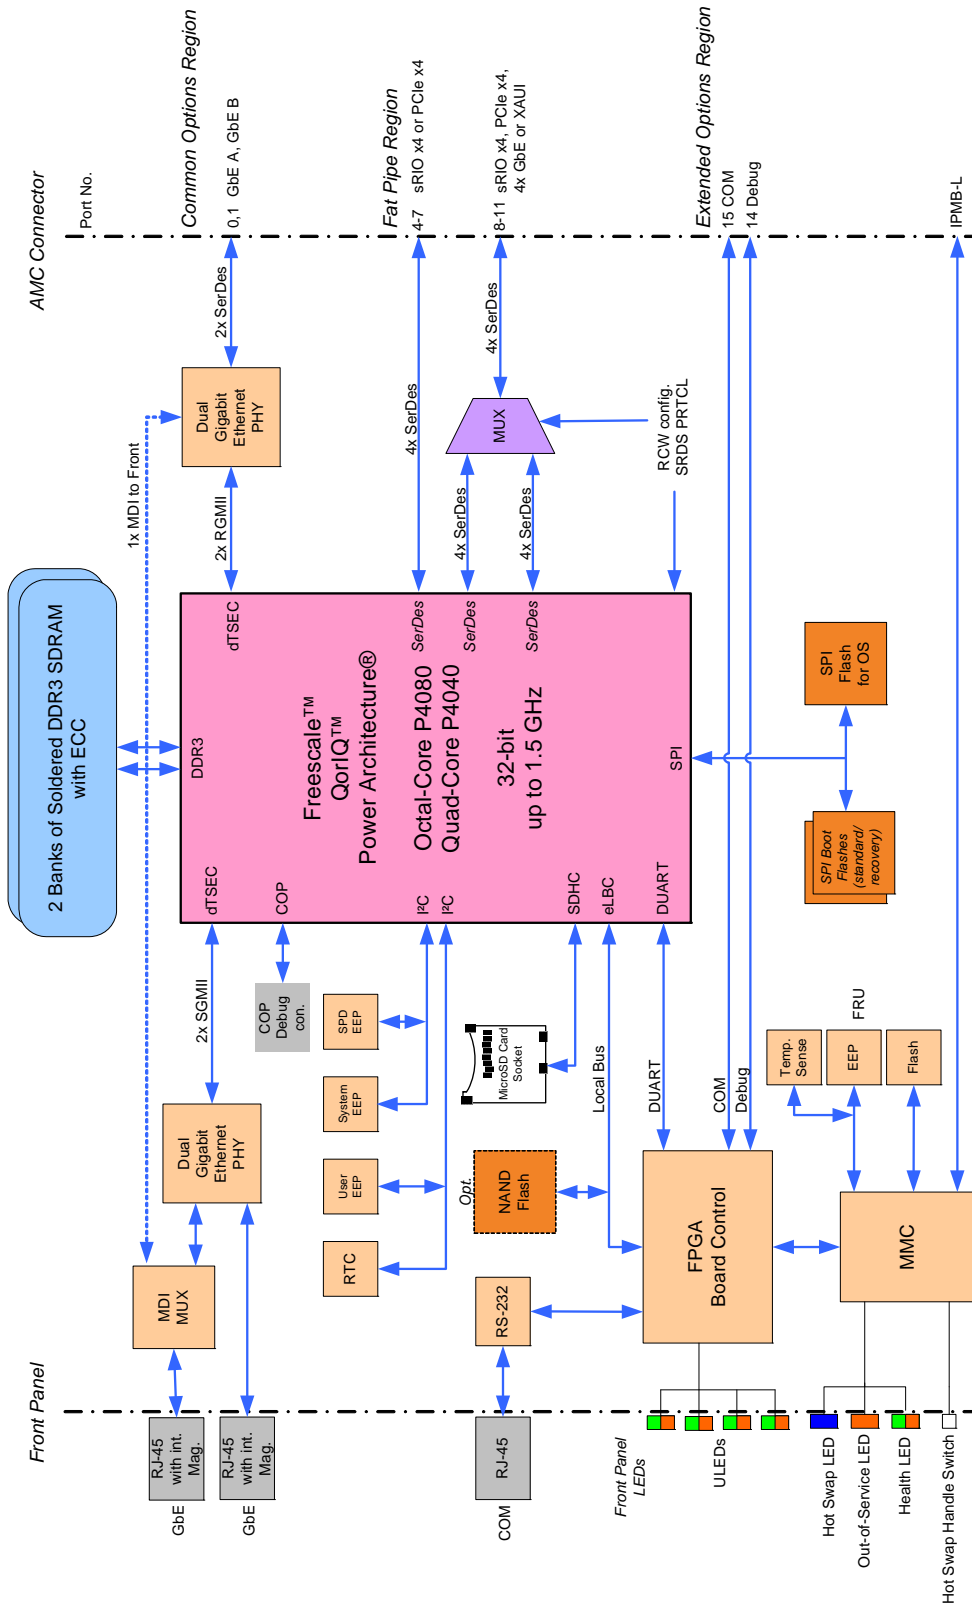 Front Panel
AMC Connector
Port No.
Common Options Region
0,1 GbE A, GbE B
Fat Pipe Region
4-7 sRIO x4 or PCIe x4
8-11 sRIO x4, PCIe x4,
4x GbE or XAUI
Extended Options Region
15 COM
14 Debug
IPMB-L
2 Banks of Soldered DDR3 SDRAM
with ECC
1x MDI to Front
Dual
Gigabit
Ethernet
PHY
2x SerDes
2x RGMII
4x SerDes
4x SerDes
MUX
4x SerDes
4x SerDes
RCW config.
SRDS PRTCL
DDR3
dTSEC
dTSEC
COP
I²C
I²C
SDHC
eLBC
DUART
SerDes
SerDes
SerDes
SPI
Freescale™
QorIQ™
Power Architecture®
Octal-Core P4080
Quad-Core P4040
32-bit
up to 1.5 GHz
SPI
Flash
for OS
SPI Boot
Flashes
(standard/
recovery)
2x SGMII
COP
Debug
con.
Dual
Gigabit
Ethernet
PHY
MDI
MUX
RJ-45
with int.
Mag.
GbE
RJ-45
with int.
Mag.
GbE
SPD
EEP
System
EEP
User
EEP
RTC
MicroSD Card
Socket
Local Bus
Opt.
NAND
Flash
RS-232
RJ-45
COM
DUART
COM
Debug
FPGA
Board Control
Front Panel
LEDs
ULEDs
Temp.
Sense
EEP
FRU
Flash
MMC
Hot Swap LED
Out-of-Service LED
Health LED
Hot Swap Handle Switch